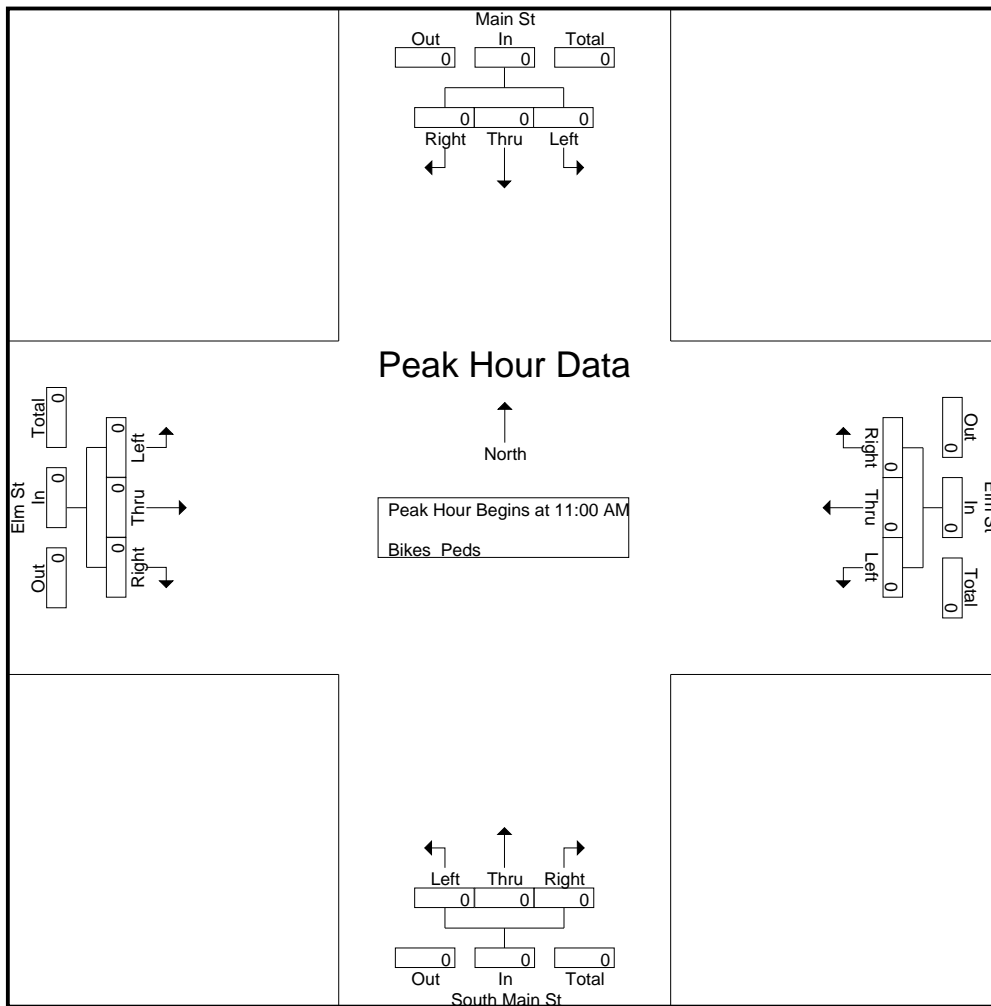 Main St
Out In Total
0 0 0
0 0 0
Right Thru Left
Peak Hour Data
North
Peak Hour Begins at 11:00 AM
Bikes Peds
Elm St
Out In Total
0 0 0
Right Thru Left
0 0 0
Elm St
Total In Out
0 0 0
Left Thru Right
0 0 0
Left Thru Right
0 0 0
0 0 0
Out In Total
South Main St